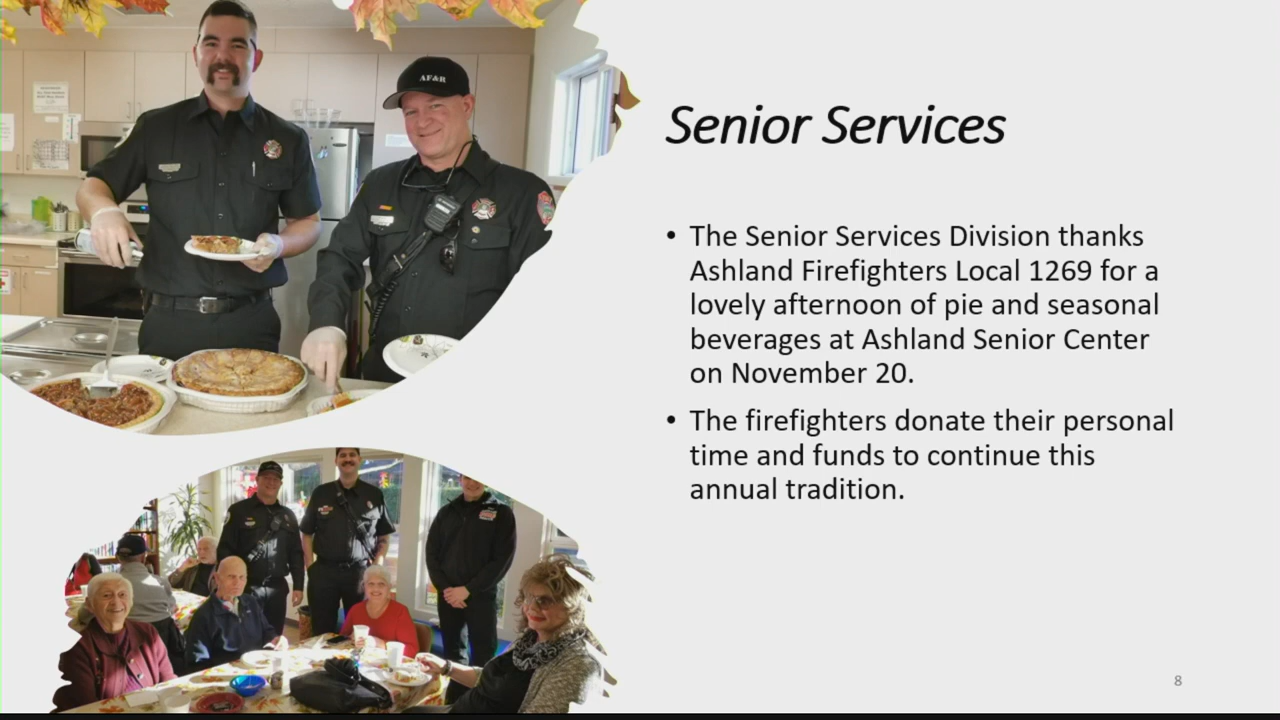 AF&R
Senior Services
• The Senior Services Division thanks
Ashland Firefighters Local 1269 for a
lovely afternoon of pie and seasonal
beverages at Ashland Senior Center
on November 20.
• The firefighters donate their personal
time and funds to continue this
annual tradition.
8